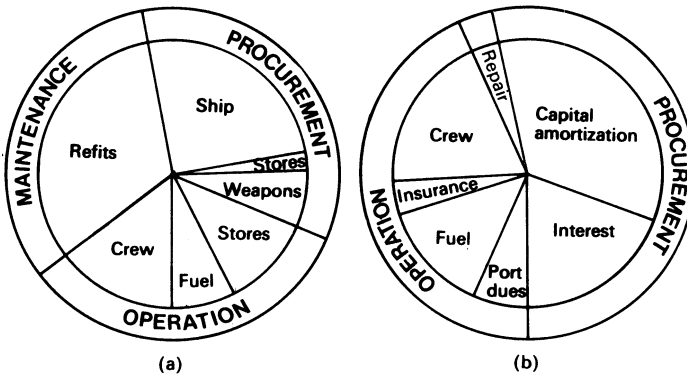 MAINTENANCE
PROCUREMENT
Refits
Ship
Stores
Weapons
Stores
Fuel
Crew
OPERATION
(a)
Repair
Capital
amortization
Crew
PROCUREMENT
Insurance
Interest
Fuel
Port
dues
OPERATION
(b)